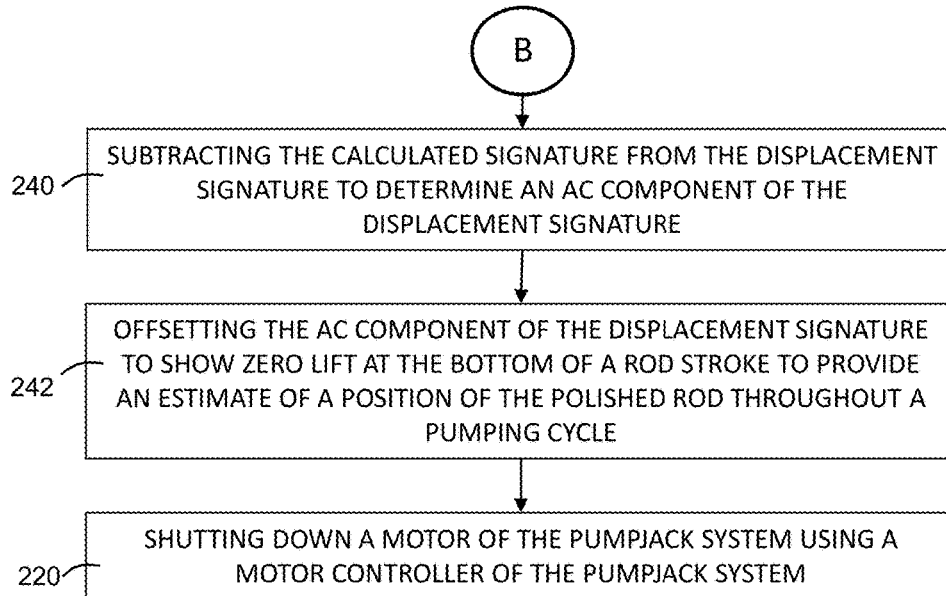 B
SUBTRACTING THE CALCULATED SIGNATURE FROM THE DISPLACEMENT
240
SIGNATURE TO DETERMINE AN AC COMPONENT OF THE
DISPLACEMENT SIGNATURE
OFFSETTING THE AC COMPONENT OF THE DISPLACEMENT SIGNATURE
TO SHOW ZERO LIFT AT THE BOTTOM OF A ROD STROKE TO PROVIDE
242
AN ESTIMATE OF A POSITION OF THE POLISHED ROD THROUGHOUT A
PUMPING CYCLE
SHUTTING DOWN A MOTOR OF THE PUMPJACK SYSTEM USING A
220
MOTOR CONTROLLER OF THE PUMPJACK SYSTEM